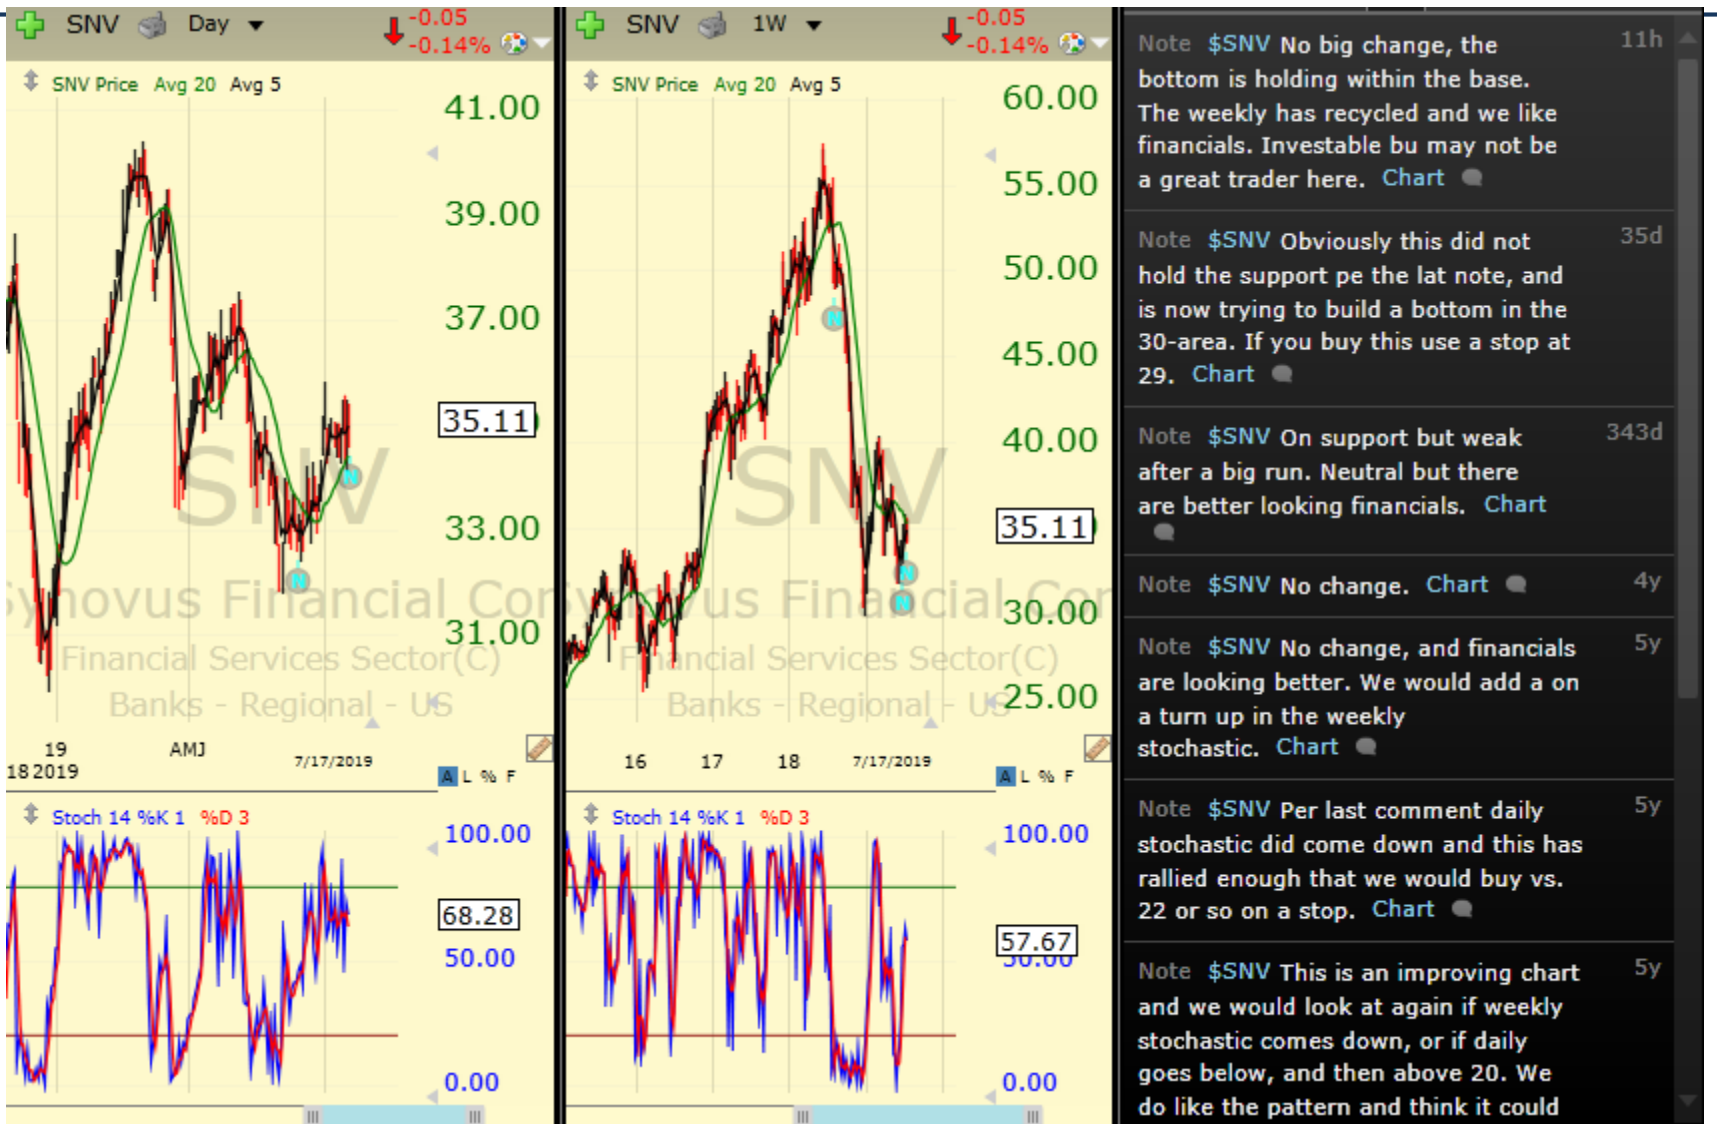 SNV Day
-0.05
-0.14%
SNV Price Avg 20 Avg 5
41.00
39.00
37.00
35.11
33.00
31.00
SNV
Synovus Financial Cor
Financial Services Sector(C)
Banks - Regional - US
19
AMJ
7/17/2019
18 2019
A L % F
Stoch 14 %K 1 %D 3
100.00
68.28
50.00
0.00
N
N
SNV 1W
-0.05
-0.14%
SNV Price Avg 20 Avg 5
60.00
55.00
50.00
45.00
40.00
35.11
30.00
25.00
SNV
Synovus Financial Cor
Financial Services Sector(C)
Banks - Regional - US
16 17 18 7/17/2019
A L % F
Stoch 14 %K 1 %D 3
100.00
57.67
50.00
0.00
N
N
N
Note $SNV No big change, the 11h
bottom is holding within the base.
The weekly has recycled and we like
financials. Investable bu may not be
a great trader here. Chart
Note $SNV Obviously this did not 35d
hold the support pe the lat note, and
is now trying to build a bottom in the
30-area. If you buy this use a stop at
29. Chart
Note $SNV On support but weak 343d
after a big run. Neutral but there
are better looking financials. Chart
Note $SNV No change. Chart 4y
Note $SNV No change, and financials 5y
are looking better. We would add a on
a turn up in the weekly
stochastic. Chart
Note $SNV Per last comment daily 5y
stochastic did come down and this has
rallied enough that we would buy vs.
22 or so on a stop. Chart
Note $SNV This is an improving chart 5y
and we would look at again if weekly
stochastic comes down, or if daily
goes below, and then above 20. We
do like the pattern and think it could